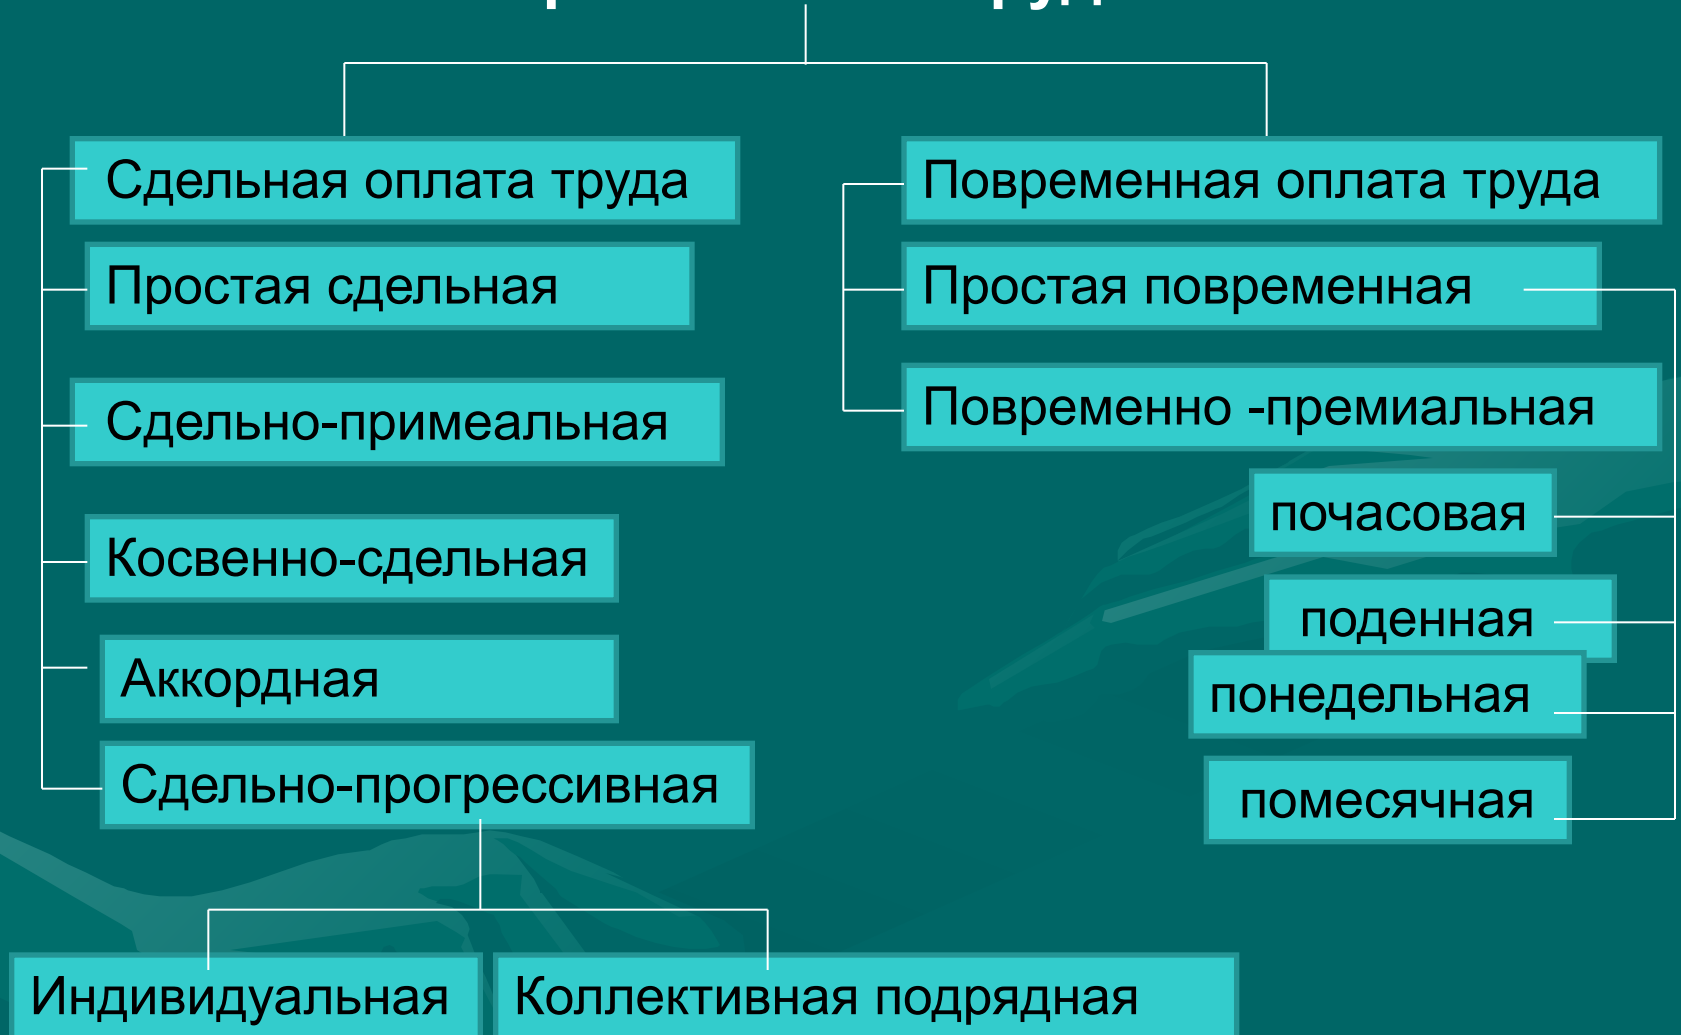 Сдельная оплата труда
Простая сдельная
Сдельно-примеальная
Косвенно-сдельная
Аккордная
Сдельно-прогрессивная
Индивидуальная
Коллективная подрядная
Повременная оплата труда
Простая повременная
Повременно -премиальная
почасовая
поденная
понедельная
помесячная